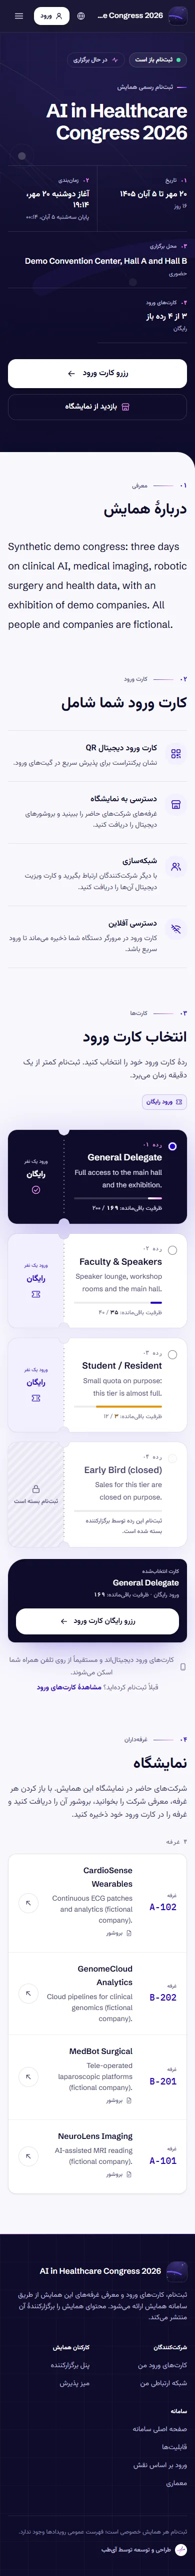 AI in Healthcare Congress 2026
ورود
ثبت‌نام باز است
در حال برگزاری
ثبت‌نام رسمی همایش
AI in Healthcare
Congress 2026
۰۱ تاریخ
۲۰ مهر تا ۵ آبان ۱۴۰۵
۱۶ روز
۰۲ زمان‌بندی
آغاز دوشنبه ۲۰ مهر،
۱۹:۱۴
پایان سه‌شنبه ۵ آبان، ۰۰:۱۴
۰۳ محل برگزاری
Demo Convention Center, Hall A and Hall B
حضوری
۰۴ کارت‌های ورود
۳ از ۴ رده باز
رایگان
رزرو کارت ورود
بازدید از نمایشگاه
۰۱ معرفی
دربارهٔ همایش
Synthetic demo congress: three days
on clinical AI, medical imaging, robotic
surgery and health data, with an
exhibition of demo companies. All
people and companies are fictional.
۰۲ کارت ورود
کارت ورود شما شامل
کارت ورود دیجیتال QR
نشان پرکنتراست برای پذیرش سریع در گیت‌های ورود.
دسترسی به نمایشگاه
غرفه‌های شرکت‌های حاضر را ببینید و بروشورهای
دیجیتال را دریافت کنید.
شبکه‌سازی
با دیگر شرکت‌کنندگان ارتباط بگیرید و کارت ویزیت
دیجیتال آن‌ها را دریافت کنید.
دسترسی آفلاین
کارت ورود در مرورگر دستگاه شما ذخیره می‌ماند تا ورود
سریع باشد.
۰۳ کارت‌ها
انتخاب کارت ورود
ردهٔ کارت ورود خود را انتخاب کنید. ثبت‌نام کمتر از یک
دقیقه زمان می‌برد.
ورود رایگان
رده ۰۱
General Delegate
Full access to the main hall
and the exhibition.
ظرفیت باقی‌مانده: ۱۶۹ / ۲۰۰
ورود یک نفر
رایگان
رده ۰۲
Faculty & Speakers
Speaker lounge, workshop
rooms and the main hall.
ظرفیت باقی‌مانده: ۳۵ / ۴۰
ورود یک نفر
رایگان
رده ۰۳
Student / Resident
Small quota on purpose:
this tier is almost full.
ظرفیت باقی‌مانده: ۳ / ۱۲
ورود یک نفر
رایگان
رده ۰۴
Early Bird (closed)
Sales for this tier are
closed on purpose.
ثبت‌نام این رده توسط برگزارکننده
بسته شده است.
ثبت‌نام بسته است
کارت انتخاب‌شده
General Delegate
ورود رایگان · ظرفیت باقی‌مانده: ۱۶۹
رزرو رایگان کارت ورود
کارت‌های ورود دیجیتال‌اند و مستقیماً از روی تلفن همراه شما
اسکن می‌شوند.
قبلاً ثبت‌نام کرده‌اید؟ مشاهدهٔ کارت‌های ورود
۰۴ غرفه‌داران
نمایشگاه
شرکت‌های حاضر در نمایشگاه این همایش. با باز کردن هر
غرفه، معرفی شرکت را بخوانید، بروشور آن را دریافت کنید و
غرفه را در کارت ورود خود ذخیره کنید.
۴ غرفه
غرفه
A-102
CardioSense
Wearables
Continuous ECG patches
and analytics (fictional
company).
بروشور
غرفه
B-202
GenomeCloud
Analytics
Cloud pipelines for clinical
genomics (fictional
company).
غرفه
B-201
MedBot Surgical
Tele-operated
laparoscopic platforms
(fictional company).
بروشور
غرفه
A-101
NeuroLens Imaging
AI-assisted MRI reading
(fictional company).
بروشور
AI in Healthcare Congress 2026
ثبت‌نام، کارت‌های ورود و معرفی غرفه‌های این همایش از طریق
سامانه همایش ارائه می‌شود. محتوای همایش را برگزارکنندهٔ آن
منتشر می‌کند.
شرکت‌کنندگان
کارت‌های ورود من
شبکه ارتباطی من
کارکنان همایش
پنل برگزارکننده
میز پذیرش
سامانه
صفحه اصلی سامانه
قابلیت‌ها
ورود بر اساس نقش
معماری
ثبت‌نام هر همایش خصوصی است؛ فهرست عمومی رویدادها وجود ندارد.
طراحی و توسعه توسط آی‌طب